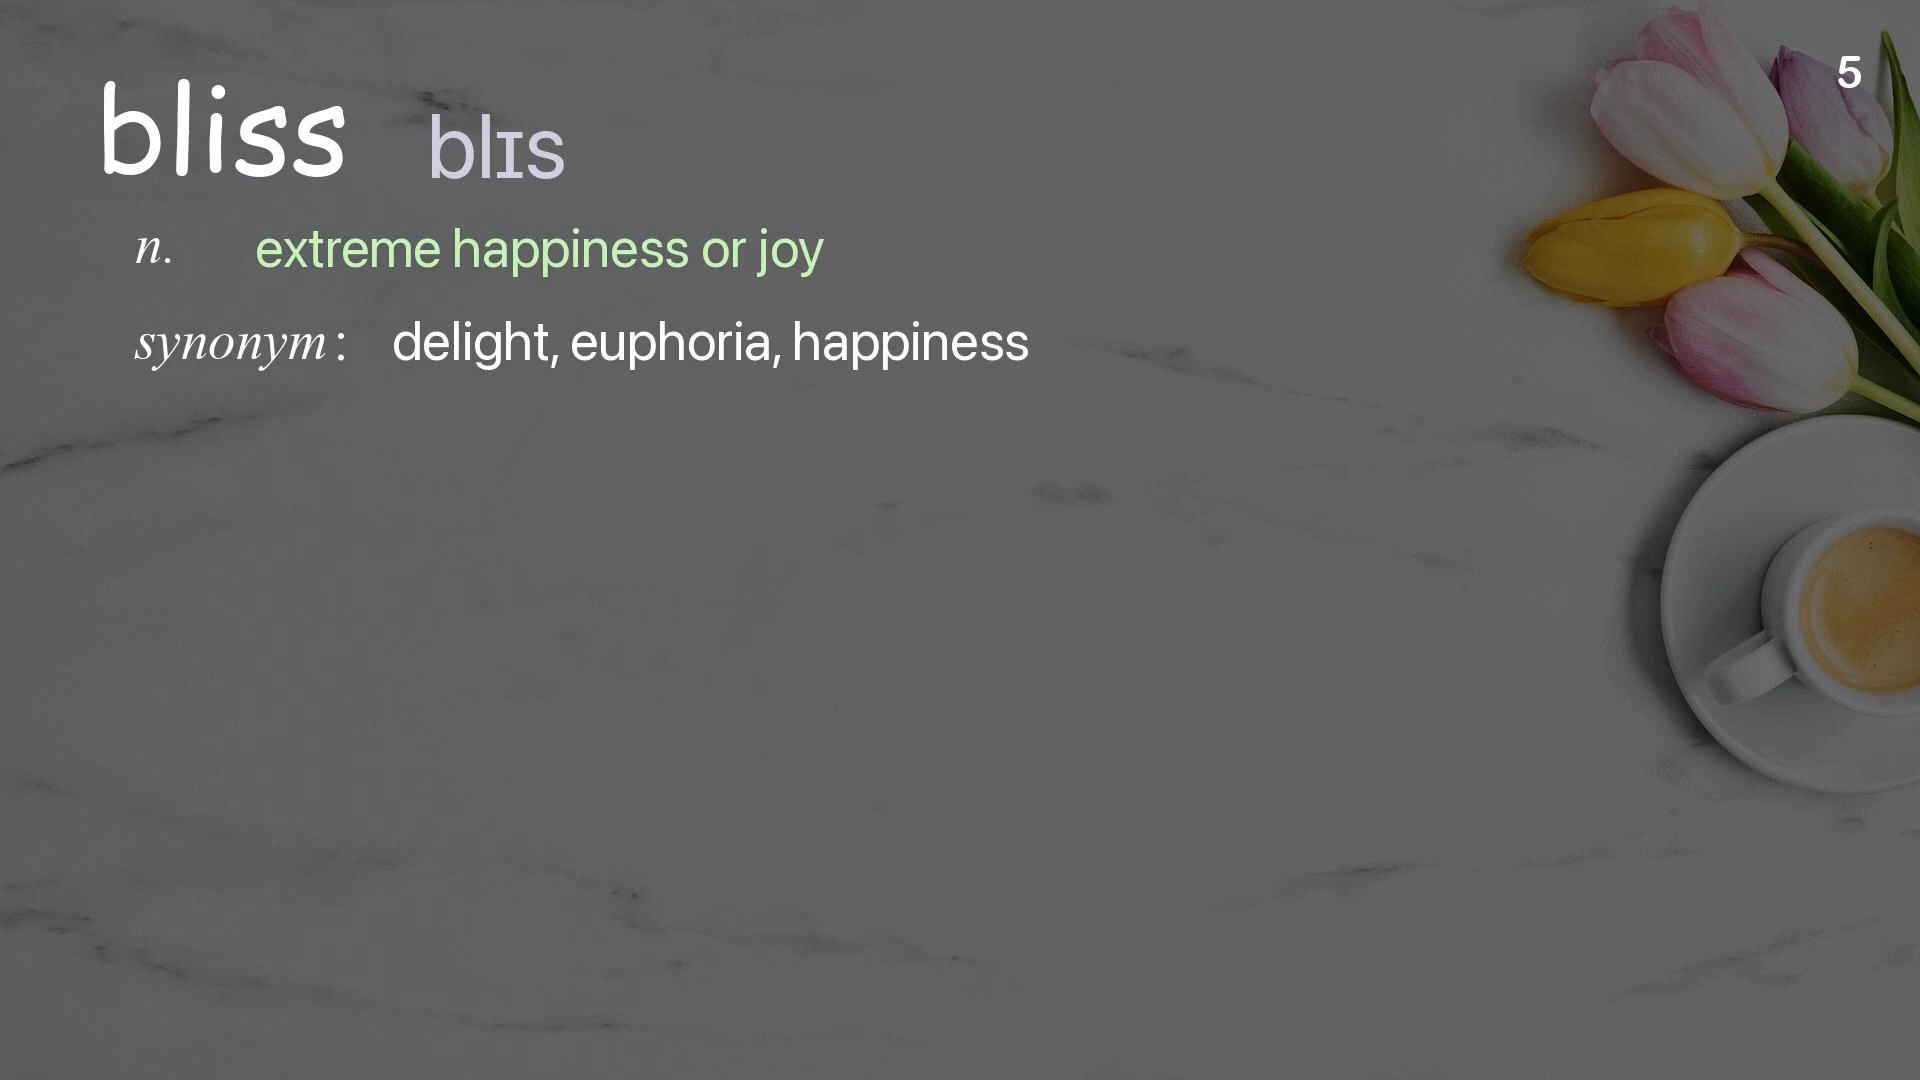 5
bliss blɪs
n. extreme happiness or joy
synonym: delight, euphoria, happiness